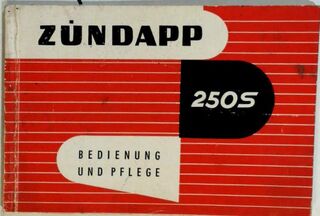 ZÜNDAPP
250S
BEDIENUNG
UND PFLEGE